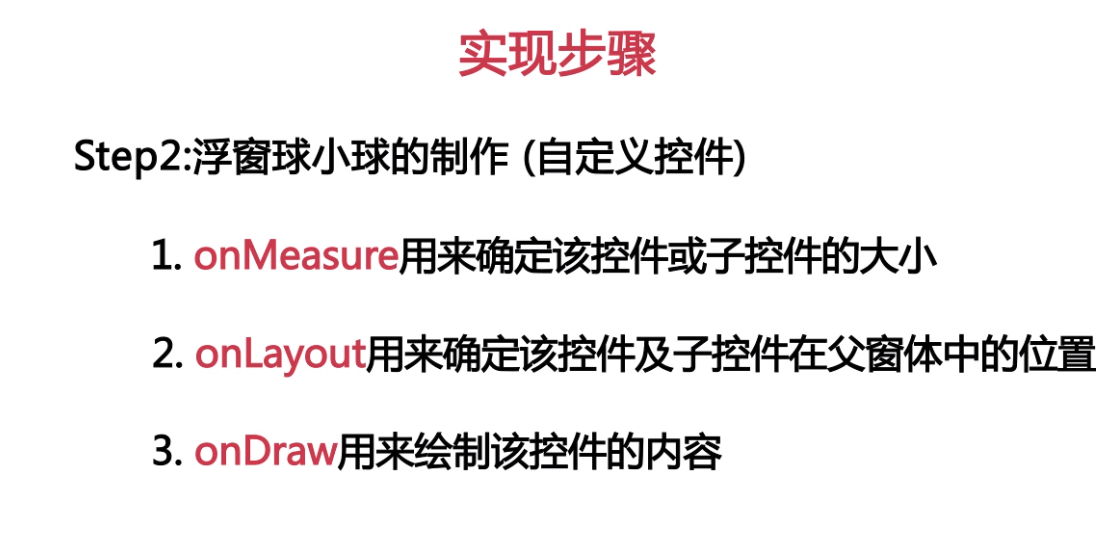 实现步骤
Step2:浮窗球小球的制作 (自定义控件)
1. onMeasure用来确定该控件或子控件的大小
2. onLayout用来确定该控件及子控件在父窗体中的位置
3. onDraw用来绘制该控件的内容